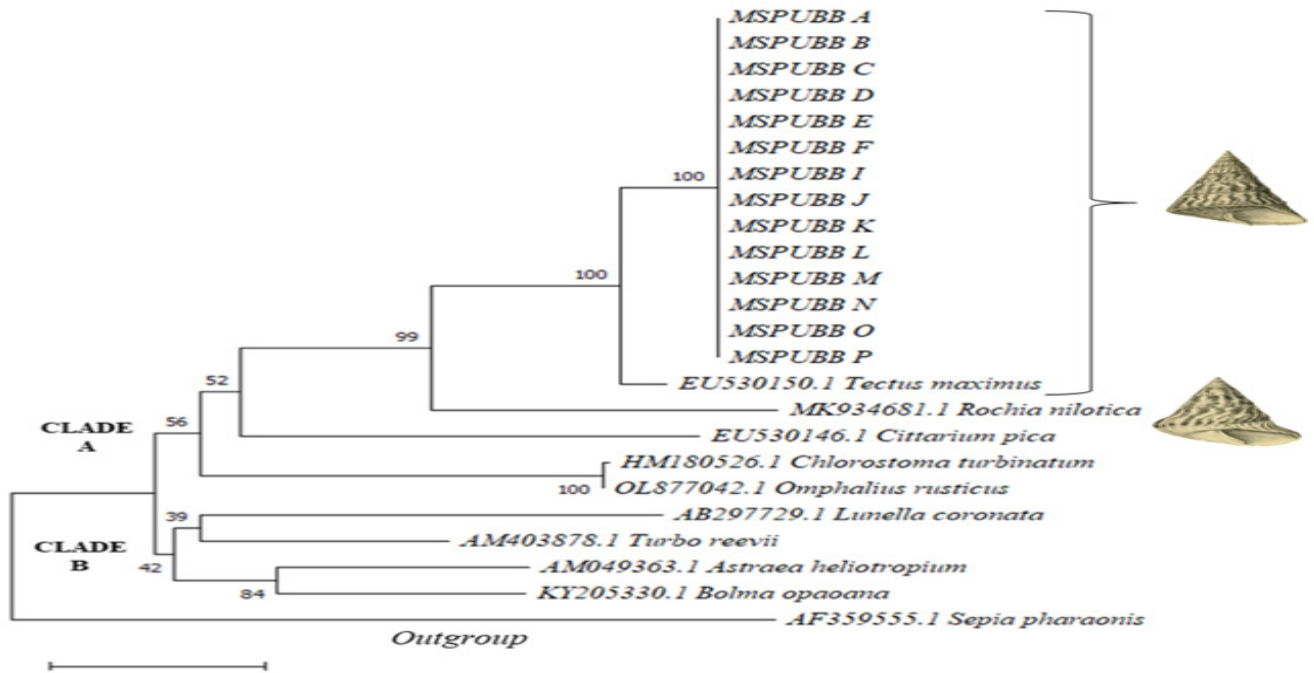 MSPUBB A
MSPUBB B
MSPUBB C
MSPUBB D
MSPUBB E
MSPUBB F
MSPUBB I
100
MSPUBB J
MSPUBB K
MSPUBB L
MSPUBB M
100
MSPUBB N
MSPUBB O
99
MSPUBB P
52
EU530150.1 Tectus maximus
MK934681.1 Rochia nilotica
56
CLADE
A
EU530146.1 Cittarium pica
HM180526.1 Chlorostoma turbinatum
100
OL877042.1 Omphalius rusticus
39
AB297729.1 Lunella coronata
CLADE
B
AM403878.1 Turbo reevii
42
AM049363.1 Astraea heliotropium
84
KY205330.1 Bolma opaoana
AF359555.1 Sepia pharaonis
Outgroup